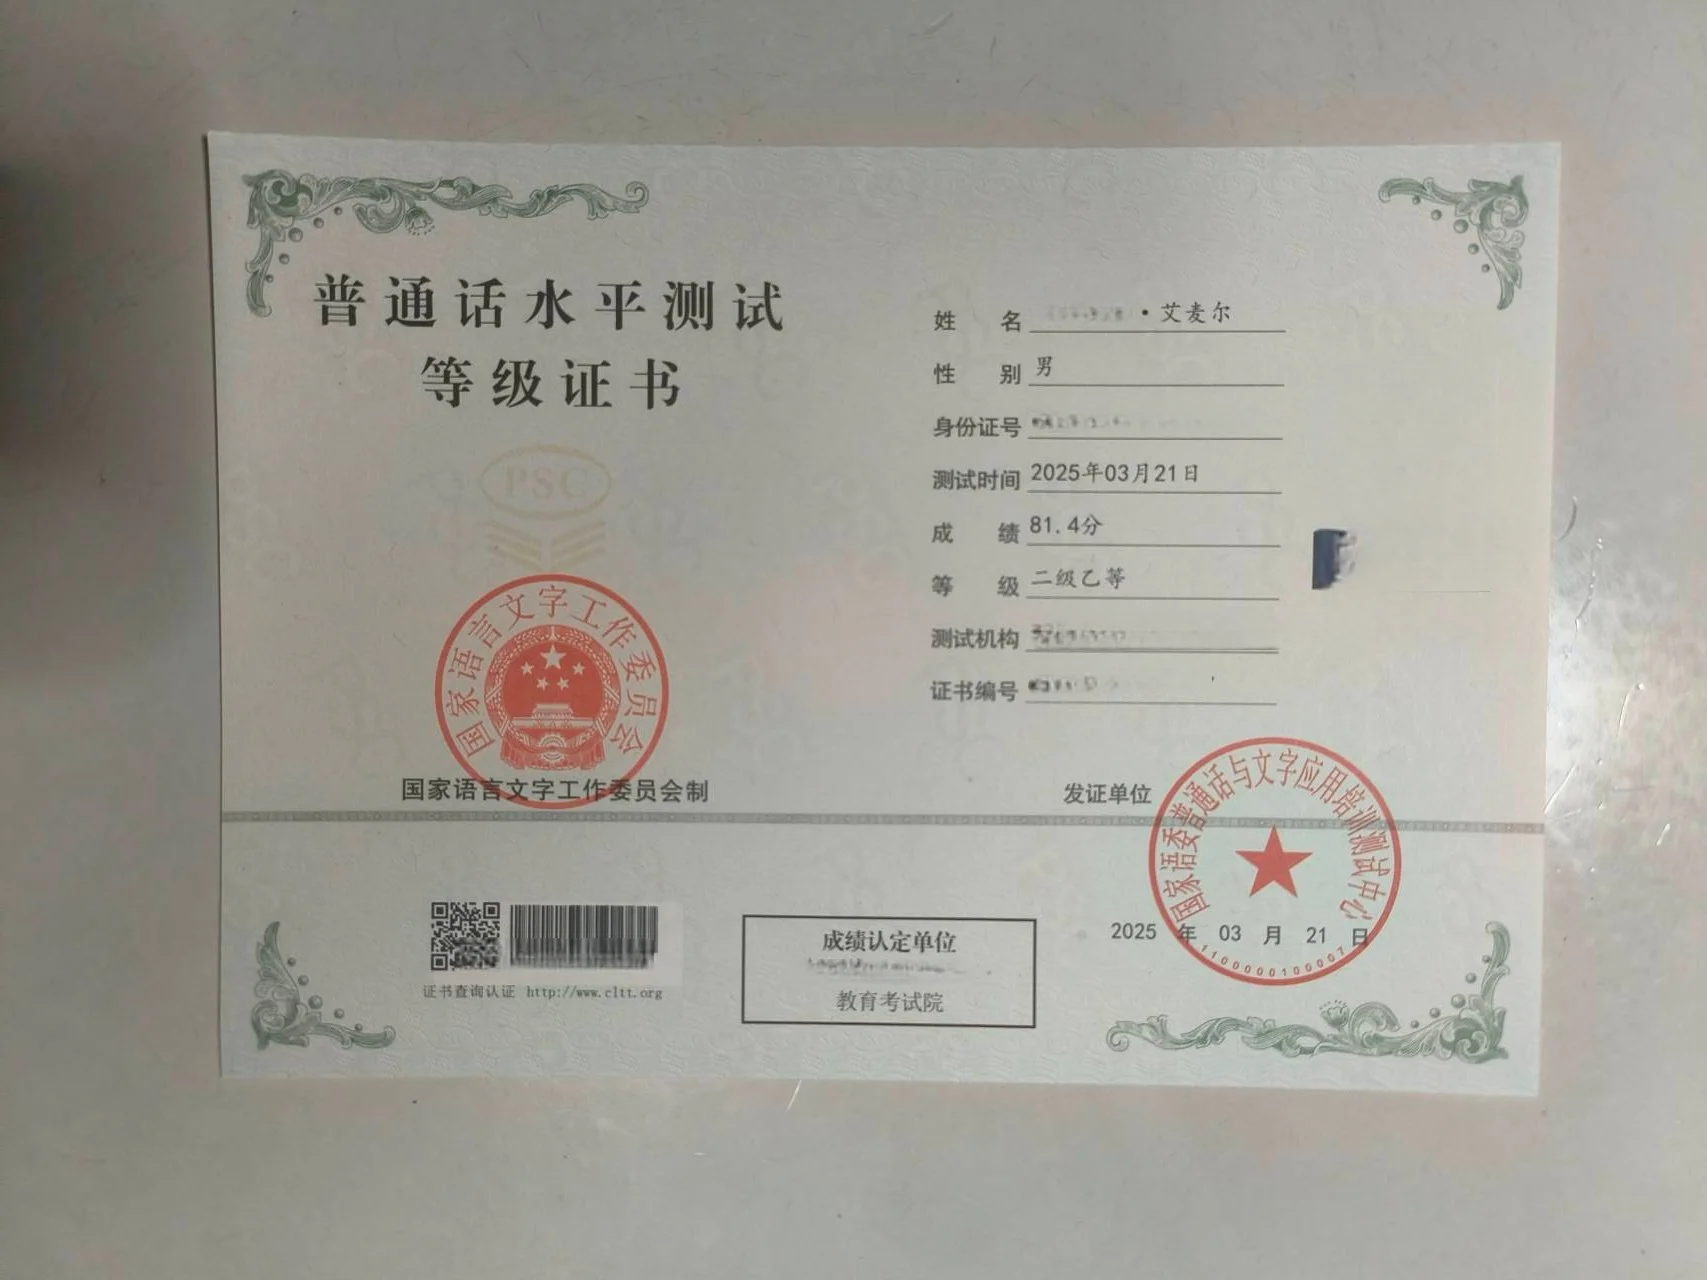 普通话水平测试
等级证书
PSC
国家语言文字工作委员会
国家语言文字工作委员会制
姓 名 ·艾麦尔
性 别 男
身份证号
测试时间 2025年03月21日
成 绩 81.4分
等 级 二级乙等
测试机构
证书编号
发证单位
国家语委普通话与文字应用培训测试中心
2025 年 03 月 21 日
1100000100007
证书查询认证 http://www.cltt.org
成绩认定单位
教育考试院